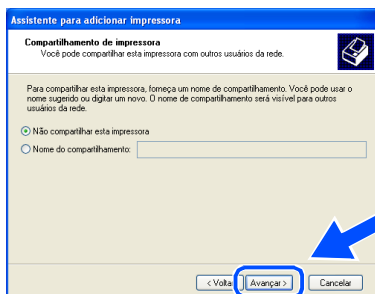 Assistente para adicionar impressora
Compartilhamento de impressora
Você pode compartilhar esta impressora com outros usuários da rede.
Para compartilhar esta impressora, forneça um nome de compartilhamento. Você pode usar o
nome sugerido ou digitar um novo. O nome de compartilhamento será visível para outros
usuários da rede.
Não compartilhar esta impressora
Nome do compartilhamento:
< Voltar Avançar > Cancelar